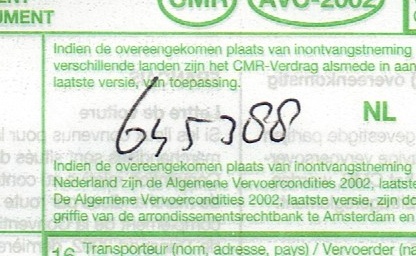 CMR
AVC-2002
UMENT
Indien de overeengekomen plaats van inontvangstneming
verschillende landen zijn het CMR-Verdrag alsmede in aan
laatste versie, van toepassing.
NL
645388
Indien de overeengekomen plaats van inontvangstneming
Nederland zijn de Algemene Vervoercondities 2002, laatst
De Algemene Vervoercondities 2002, laatste versie, zijn do
griffie van de arrondissementsrechtbank te Amsterdam en
16 Transporteur (nom, adresse, pays) / Vervoerder (na